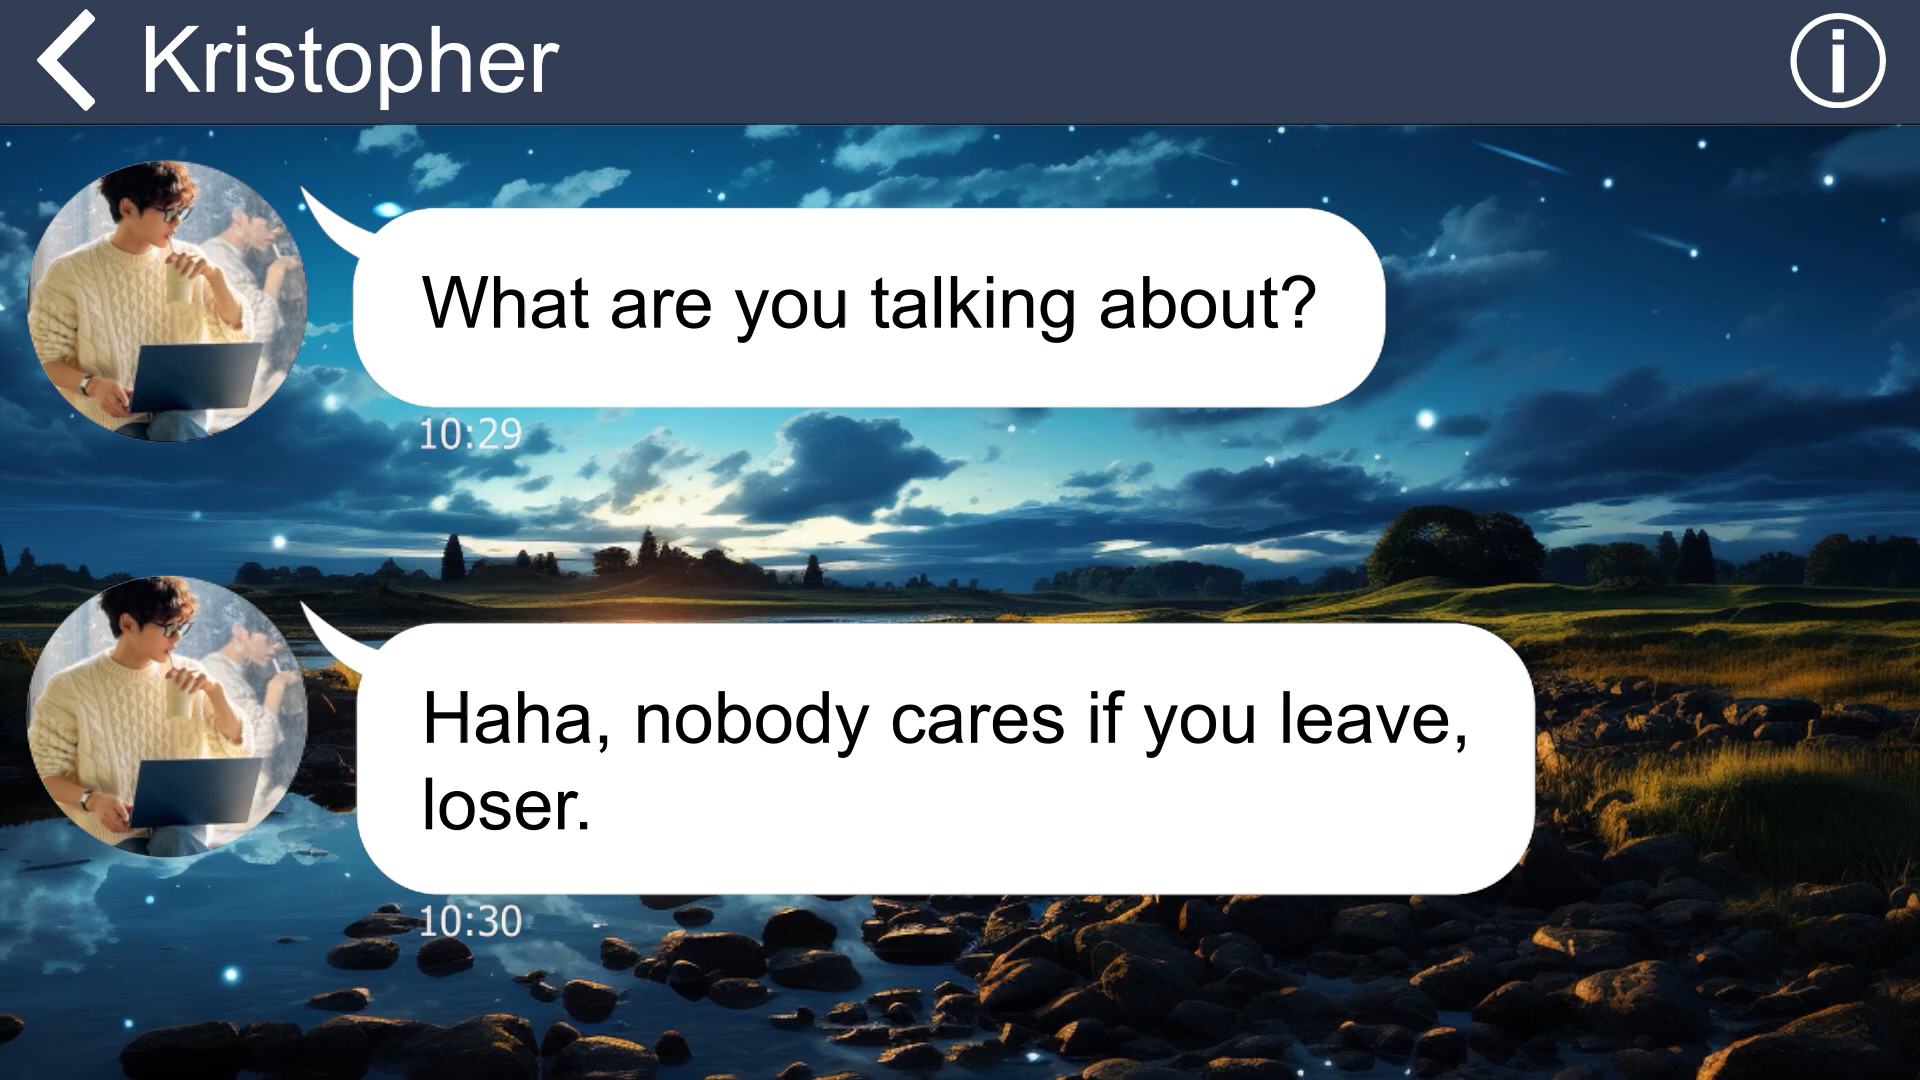 Kristopher
What are you talking about?
10:29
Haha, nobody cares if you leave,
loser.
10:30